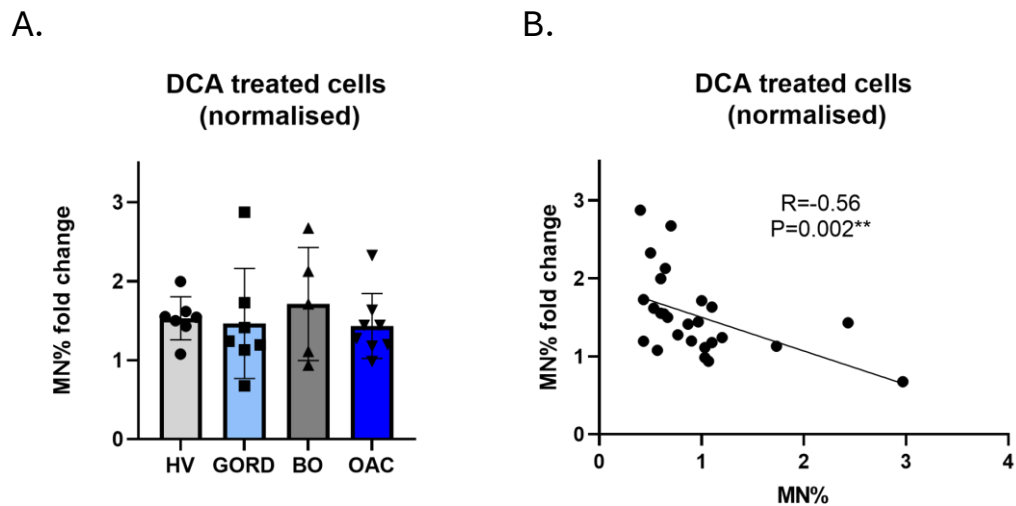 A.
DCA treated cells
(normalised)
MN% fold change
3
2
1
0
HV GORD BO OAC
B.
DCA treated cells
(normalised)
R=-0.56
P=0.002**
MN% fold change
3
2
1
0
0 1 2 3 4
MN%